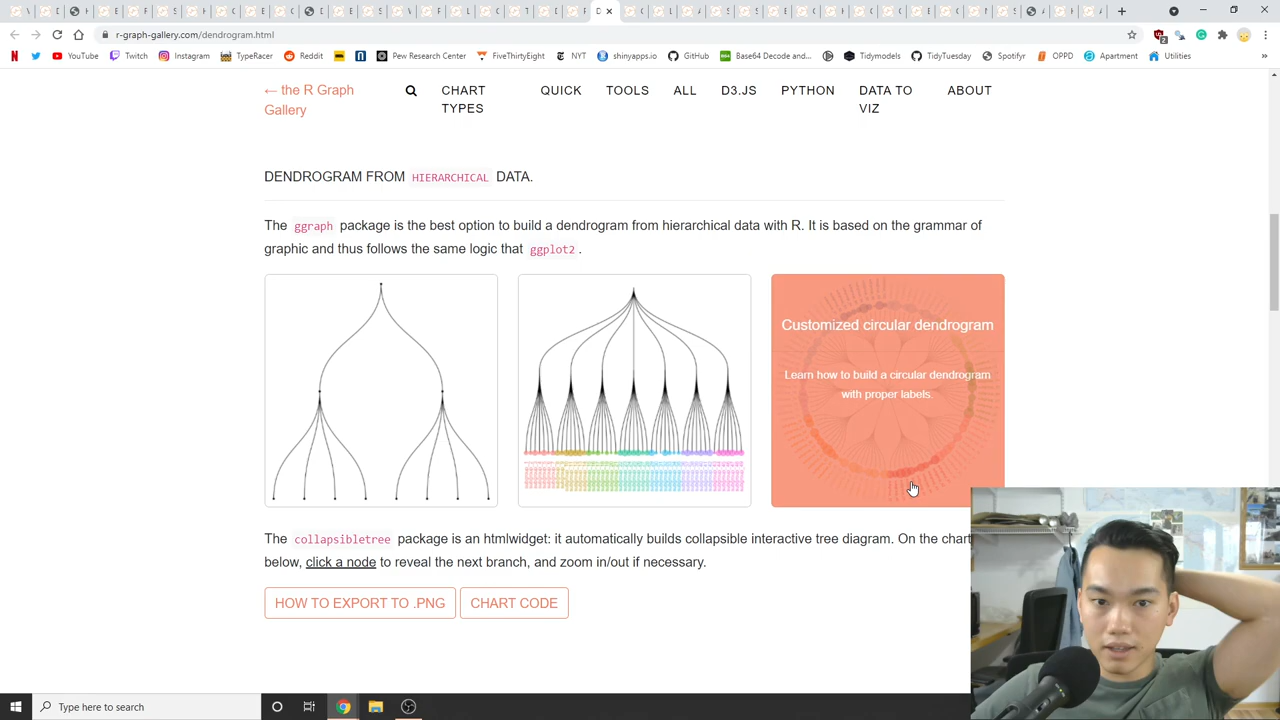 D
r-graph-gallery.com/dendrogram.html
YouTube Twitch Instagram TypeRacer Reddit Pew Research Center FiveThirtyEight NYT shinyapps.io GitHub Base64 Decode and... Tidymodels TidyTuesday Spotifyr OPPD Apartment Utilities »
← the R Graph
Gallery
CHART
TYPES
QUICK
TOOLS
ALL
D3.JS
PYTHON
DATA TO
VIZ
ABOUT
DENDROGRAM FROM HIERARCHICAL DATA.
The ggraph package is the best option to build a dendrogram from hierarchical data with R. It is based on the grammar of
graphic and thus follows the same logic that ggplot2.
Customized circular dendrogram
Learn how to build a circular dendrogram
with proper labels.
The collapsibletree package is an htmlwidget: it automatically builds collapsible interactive tree diagram. On the chart
below, click a node to reveal the next branch, and zoom in/out if necessary.
HOW TO EXPORT TO .PNG
CHART CODE
Type here to search